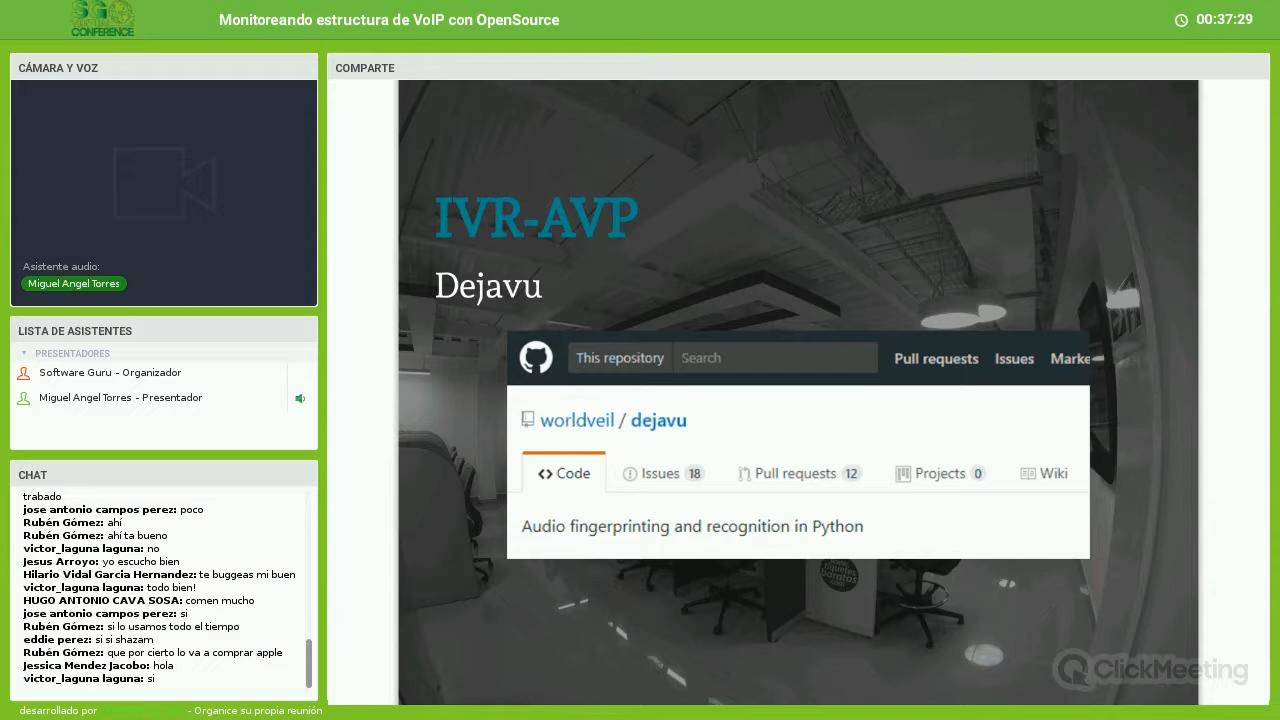 SG VIRTUAL
CONFERENCE
Monitoreando estructura de VoIP con OpenSource
00:37:29
CÁMARA Y VOZ
Asistente audio:
Miguel Angel Torres
LISTA DE ASISTENTES
PRESENTADORES
Software Guru - Organizador
Miguel Angel Torres - Presentador
CHAT
trabado
jose antonio campos perez: poco
Rubén Gómez: ahí
Rubén Gómez: ahí ta bueno
victor_laguna laguna: no
Jesus Arroyo: yo escucho bien
Hilario Vidal Garcia Hernandez: te buggeas mi buen
victor_laguna laguna: todo bien!
HUGO ANTONIO CAVA SOSA: comen mucho
jose antonio campos perez: si
Rubén Gómez: si lo usamos todo el tiempo
eddie perez: si si shazam
Rubén Gómez: que por cierto lo va a comprar apple
Jessica Mendez Jacobo: hola
victor_laguna laguna: si
desarrollado por - Organice su propia reunión
COMPARTE
IVR-AVP
Dejavu
This repository Search Pull requests Issues Marke
worldveil / dejavu
Code Issues 18 Pull requests 12 Projects 0 Wiki
Audio fingerprinting and recognition in Python
tiquetes
baratos
.com
ClickMeeting